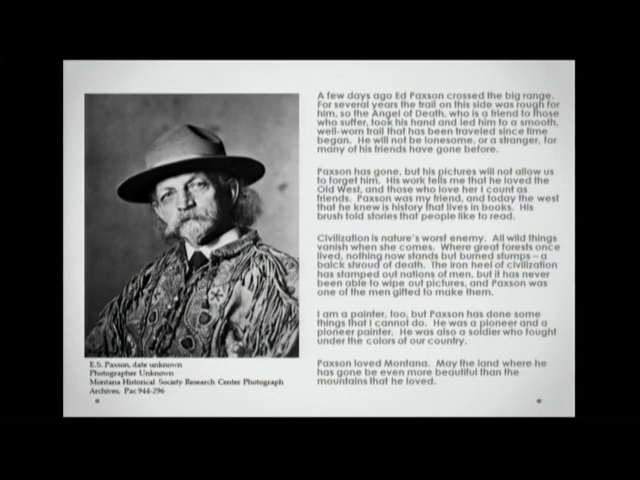 A few days ago Ed Paxson crossed the big range.
For several years the trail on this side was rough for
him, so the Angel of Death, who is a friend to those
who suffer, took his hand and led him to a smooth,
well-worn trail that has been traveled since time
began. He will not be lonesome, or a stranger, for
many of his friends have gone before.
Paxson has gone, but his pictures will not allow us
to forget him. His work tells me that he loved the
Old West, and those who love her I count as
friends. Paxson was my friend, and today the west
that he knew is history that lives in books. His
brush told stories that people like to read.
Civilization is nature's worst enemy. All wild things
vanish when she comes. Where great forests once
lived, nothing now stands but burned stumps – a
balck shroud of death. The iron heel of civilization
has stamped out nations of men, but it has never
been able to wipe out pictures, and Paxson was
one of the men gifted to make them.
I am a painter, too, but Paxson has done some
things that I cannot do. He was a pioneer and a
pioneer painter. He was also a soldier who fought
under the colors of our country.
Paxson loved Montana. May the land where he
has gone be even more beautiful than the
mountains that he loved.
E.S. Paxson, date unknown
Photographer Unknown
Montana Historical Society Research Center Photograph
Archives, Pac 944-296